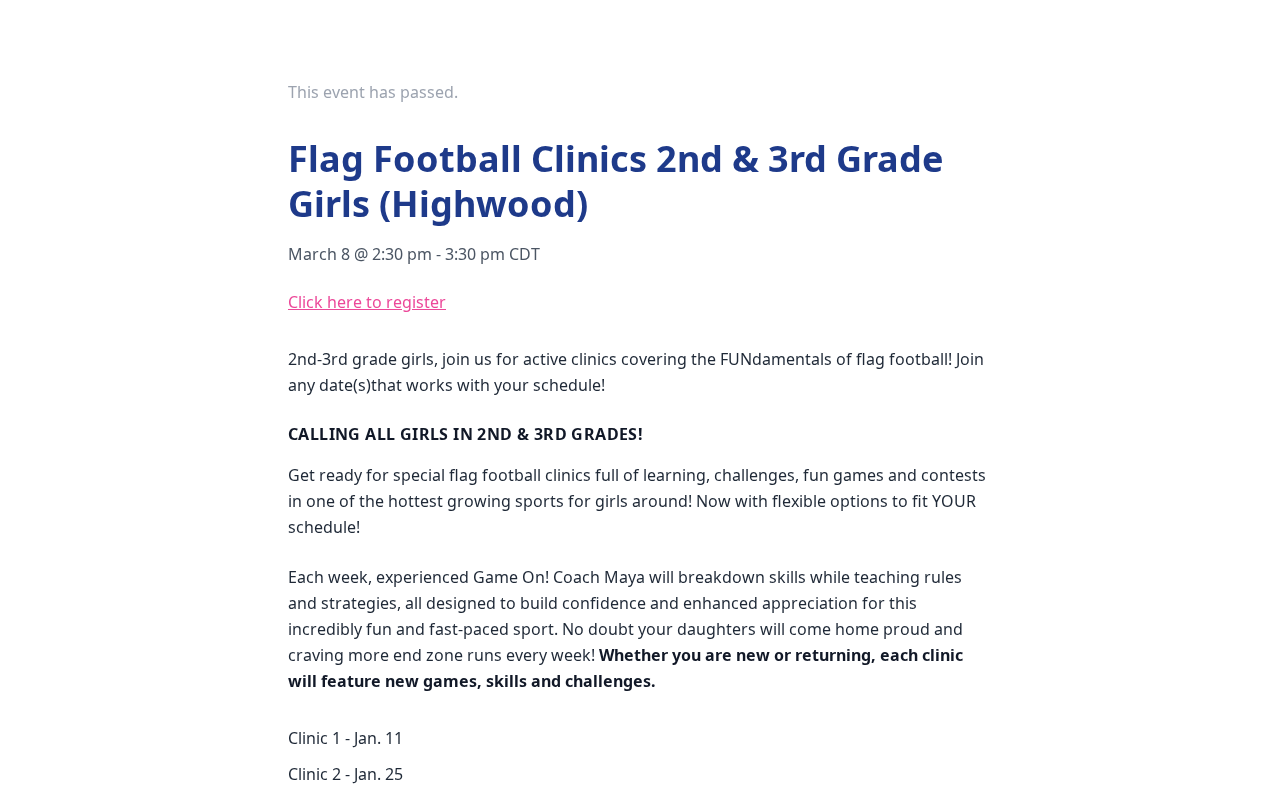 This event has passed.
Flag Football Clinics 2nd & 3rd Grade
Girls (Highwood)
March 8 @ 2:30 pm - 3:30 pm CDT
Click here to register
2nd-3rd grade girls, join us for active clinics covering the FUNdamentals of flag football! Join
any date(s)that works with your schedule!
CALLING ALL GIRLS IN 2ND & 3RD GRADES!
Get ready for special flag football clinics full of learning, challenges, fun games and contests
in one of the hottest growing sports for girls around! Now with flexible options to fit YOUR
schedule!
Each week, experienced Game On! Coach Maya will breakdown skills while teaching rules
and strategies, all designed to build confidence and enhanced appreciation for this
incredibly fun and fast-paced sport. No doubt your daughters will come home proud and
craving more end zone runs every week! Whether you are new or returning, each clinic
will feature new games, skills and challenges.
Clinic 1 - Jan. 11
Clinic 2 - Jan. 25